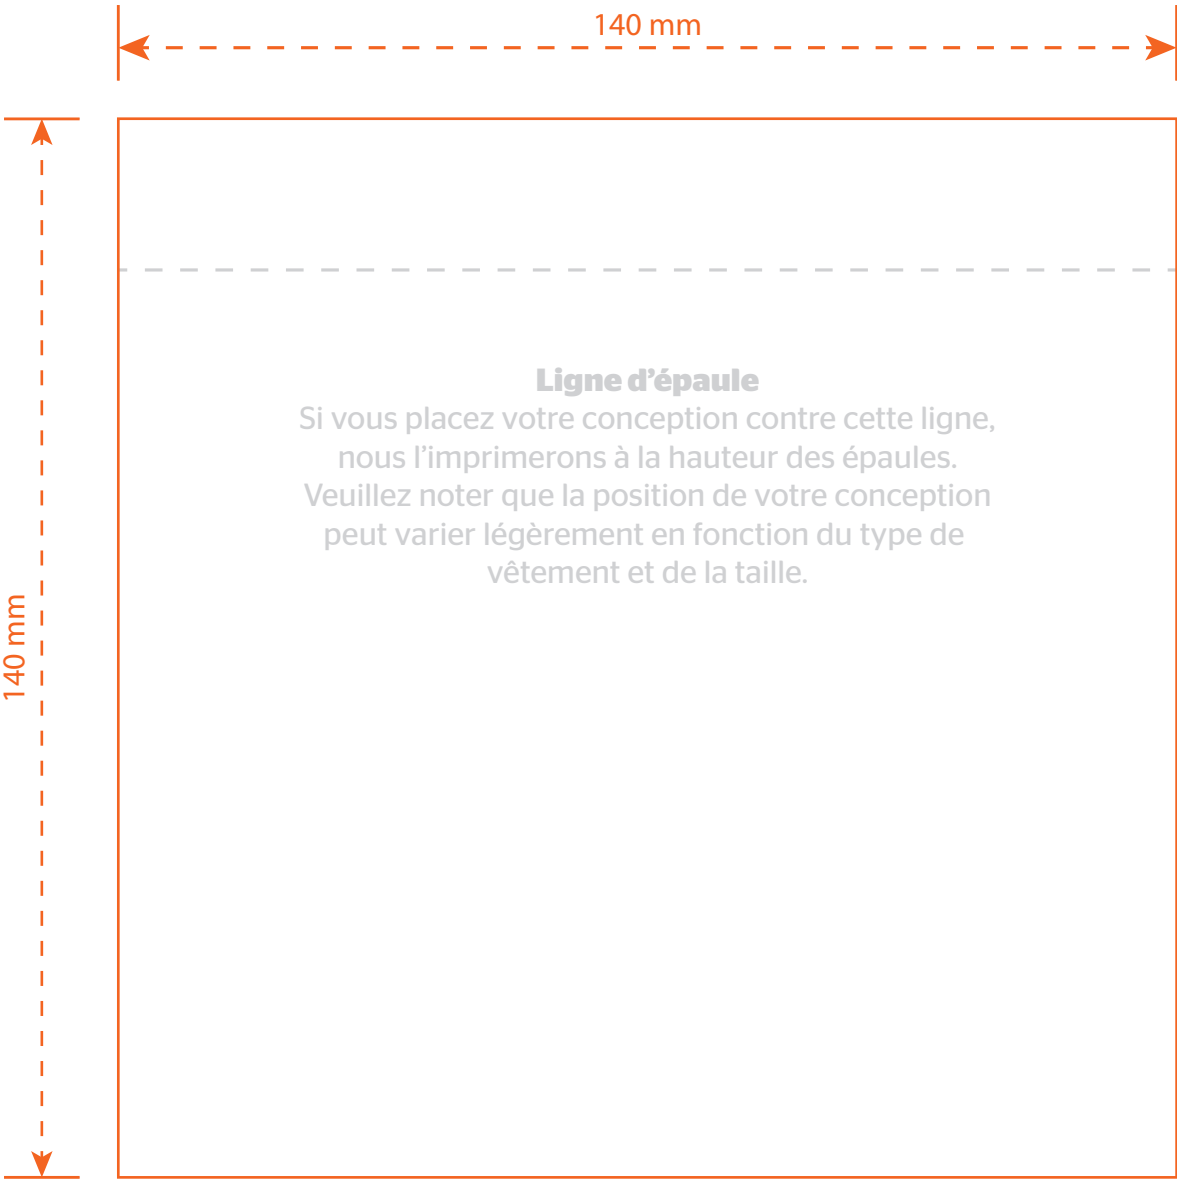 140 mm
140 mm
Ligne d’épaule
Si vous placez votre conception contre cette ligne,
nous l’imprimerons à la hauteur des épaules.
Veuillez noter que la position de votre conception
peut varier légèrement en fonction du type de
vêtement et de la taille.